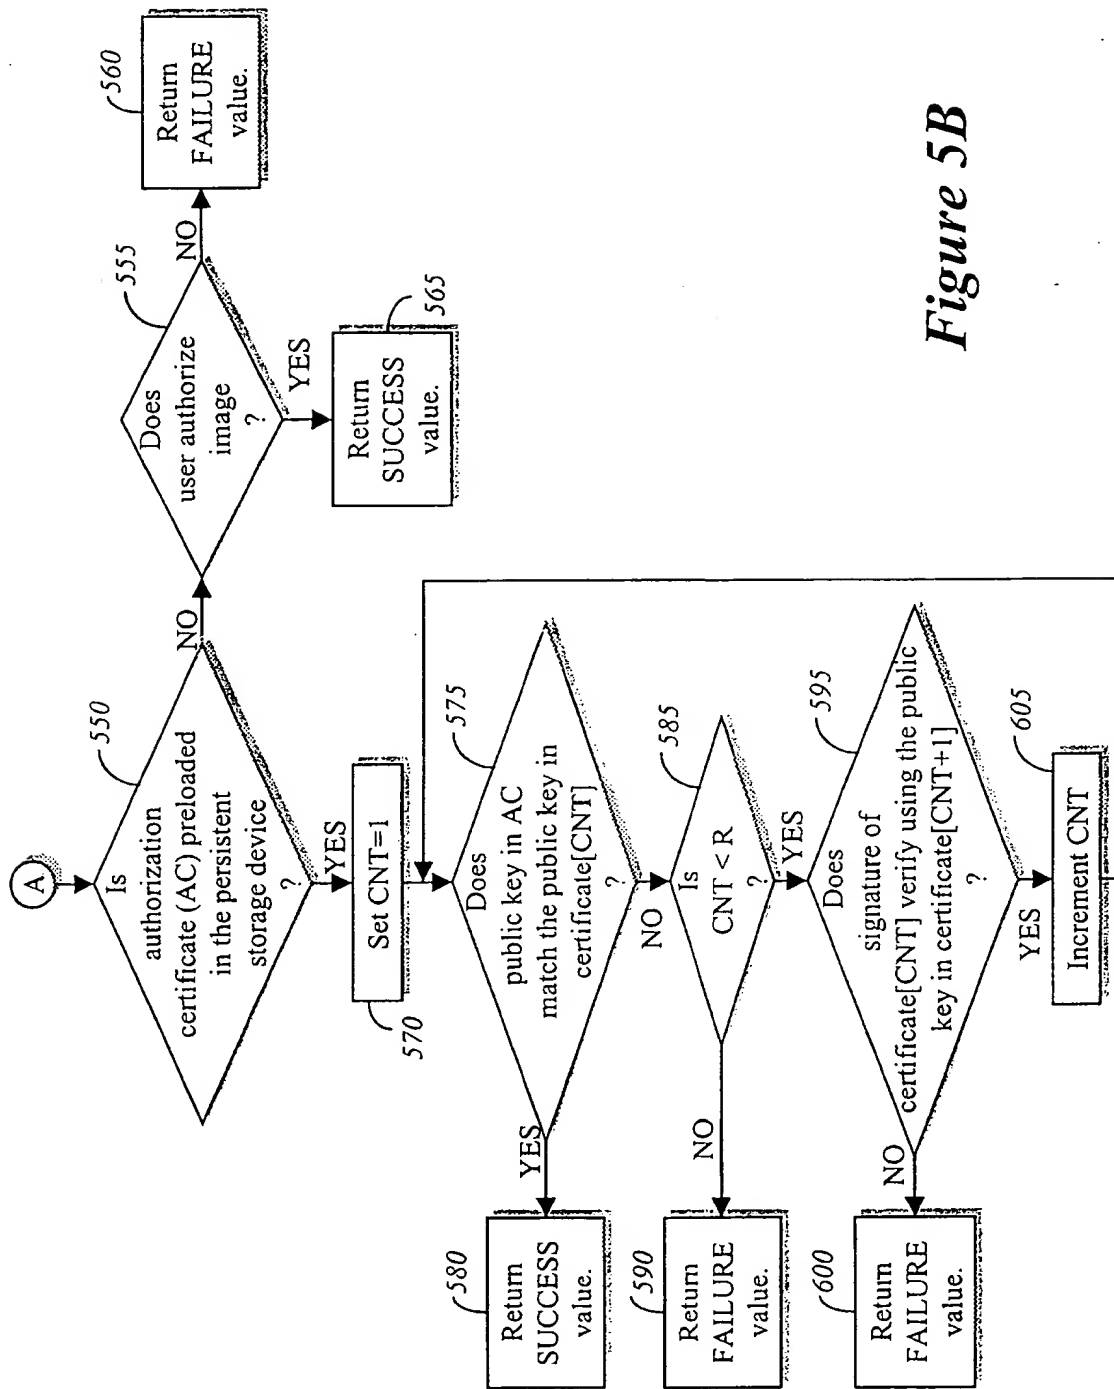 A
Is
authorization
certificate (AC) preloaded
in the persistent
storage device
?
550
NO
YES
Does
user authorize
image
?
555
NO
YES
Return
FAILURE
value.
560
Return
SUCCESS
value.
565
Set CNT=1
570
Does
public key in AC
match the public key in
certificate[CNT]
?
575
YES
NO
Return
SUCCESS
value.
580
Is
CNT < R
?
585
NO
YES
Return
FAILURE
value.
590
Does
signature of
certificate[CNT] verify using the public
key in certificate[CNT+1]
?
595
NO
YES
Return
FAILURE
value.
600
Increment CNT
605
Figure 5B